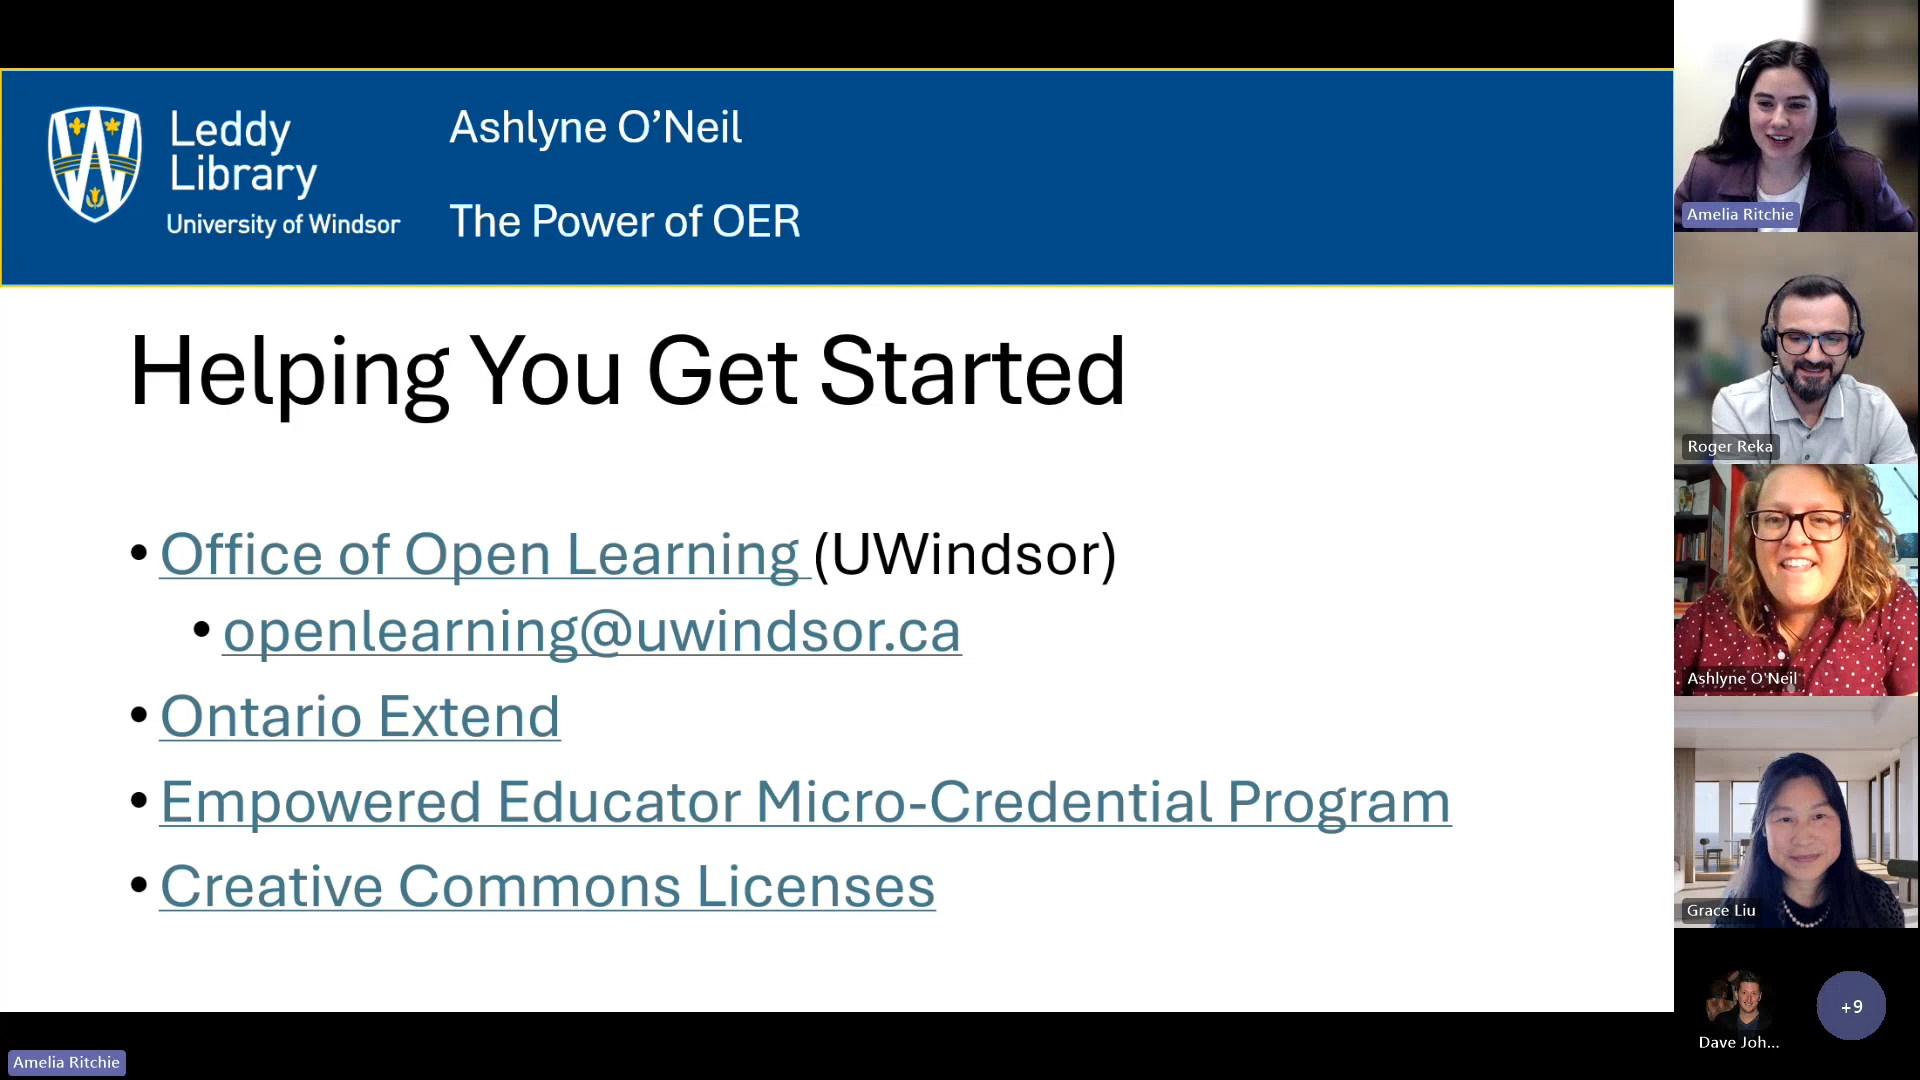 Leddy
Library
University of Windsor
Ashlyne O’Neil
The Power of OER
Helping You Get Started
• Office of Open Learning (UWindsor)
• openlearning@uwindsor.ca
• Ontario Extend
• Empowered Educator Micro-Credential Program
• Creative Commons Licenses
Amelia Ritchie
Roger Reka
Ashlyne O'Neil
Grace Liu
Dave Joh...
+9
Amelia Ritchie